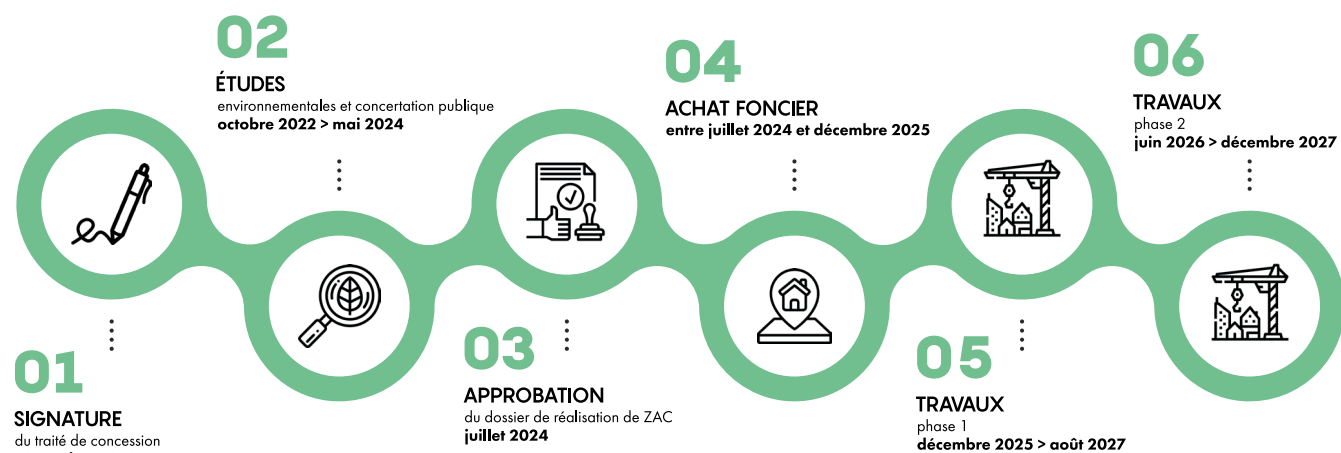 01
SIGNATURE
du traité de concession
02
ÉTUDES
environnementales et concertation publique
octobre 2022 > mai 2024
03
APPROBATION
du dossier de réalisation de ZAC
juillet 2024
04
ACHAT FONCIER
entre juillet 2024 et décembre 2025
05
TRAVAUX
phase 1
décembre 2025 > août 2027
06
TRAVAUX
phase 2
juin 2026 > décembre 2027